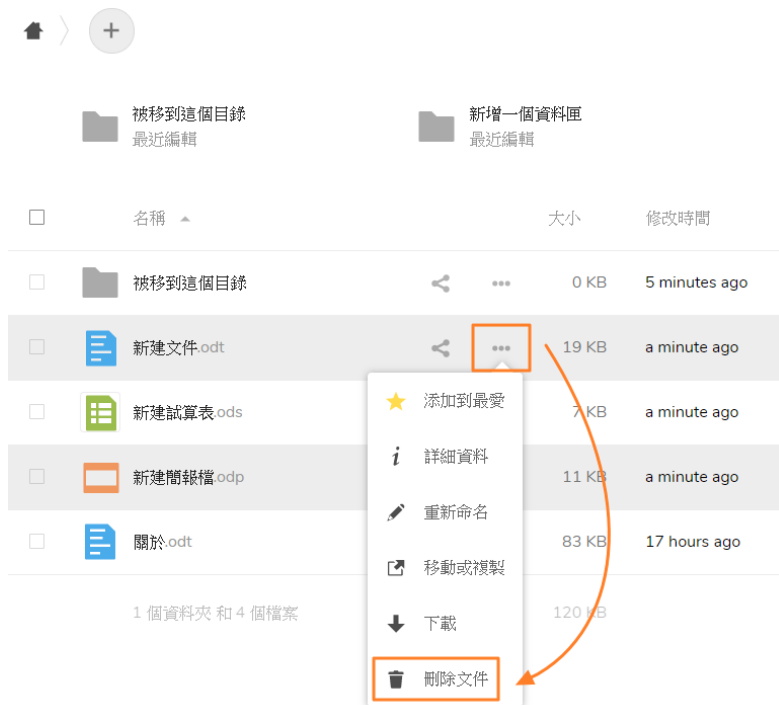 被移到這個目錄
最近編輯
新增一個資料匣
最近編輯
名稱 大小 修改時間
被移到這個目錄 0 KB 5 minutes ago
新建文件.odt 19 KB a minute ago
新建試算表.ods 7 KB a minute ago
新建簡報檔.odp 11 KB a minute ago
關於.odt 83 KB 17 hours ago
1 個資料夾 和 4 個檔案 120 KB
添加到最愛
詳細資料
重新命名
移動或複製
下載
刪除文件